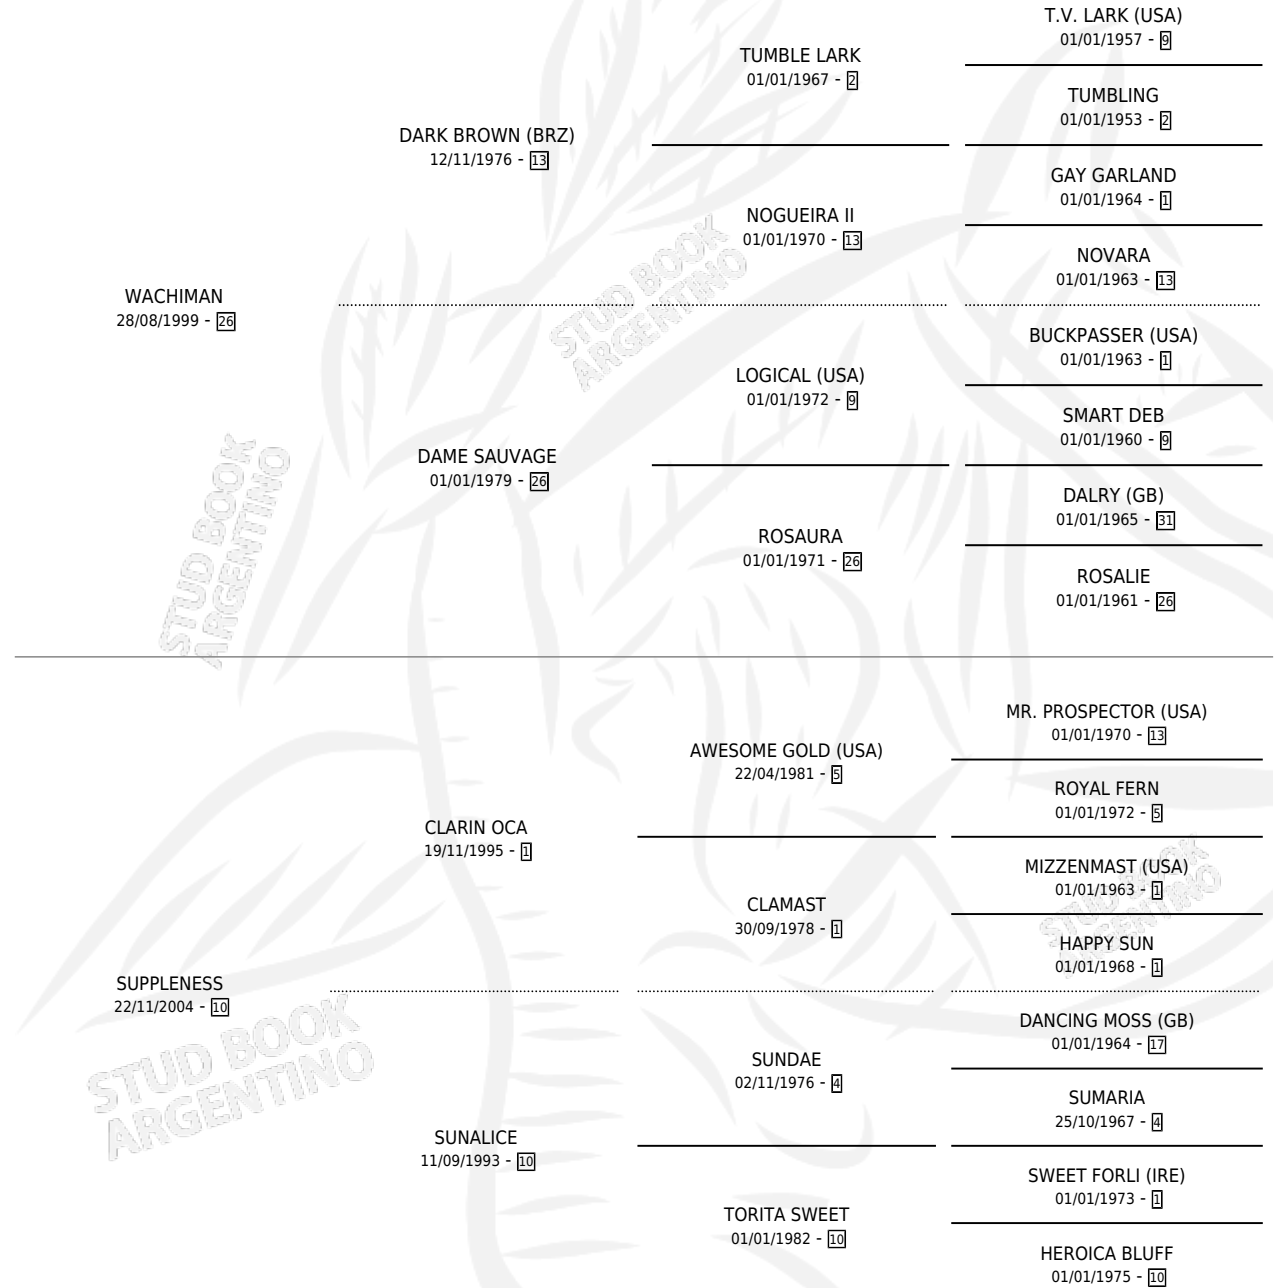 T.V. LARK (USA)
01/01/1957 - 9
TUMBLE LARK
01/01/1967 - 2
TUMBLING
01/01/1953 - 2
DARK BROWN (BRZ)
12/11/1976 - 13
GAY GARLAND
01/01/1964 - 1
NOGUEIRA II
01/01/1970 - 13
NOVARA
01/01/1963 - 13
WACHIMAN
28/08/1999 - 26
BUCKPASSER (USA)
01/01/1963 - 1
LOGICAL (USA)
01/01/1972 - 9
SMART DEB
01/01/1960 - 9
DAME SAUVAGE
01/01/1979 - 26
DALRY (GB)
01/01/1965 - 31
ROSAURA
01/01/1971 - 26
ROSALIE
01/01/1961 - 26
MR. PROSPECTOR (USA)
01/01/1970 - 13
AWESOME GOLD (USA)
22/04/1981 - 5
ROYAL FERN
01/01/1972 - 5
CLARIN OCA
19/11/1995 - 1
MIZZENMAST (USA)
01/01/1963 - 1
CLAMAST
30/09/1978 - 1
HAPPY SUN
01/01/1968 - 1
SUPPLENESS
22/11/2004 - 10
DANCING MOSS (GB)
01/01/1964 - 17
SUNDAE
02/11/1976 - 4
SUMARIA
25/10/1967 - 4
SUNALICE
11/09/1993 - 10
SWEET FORLI (IRE)
01/01/1973 - 1
TORITA SWEET
01/01/1982 - 10
HEROICA BLUFF
01/01/1975 - 10
STUD BOOK
ARGENTINO
STUD BOOK
ARGENTINO
STUD BOOK
ARGENTINO
STUD BOOK
ARGENTINO